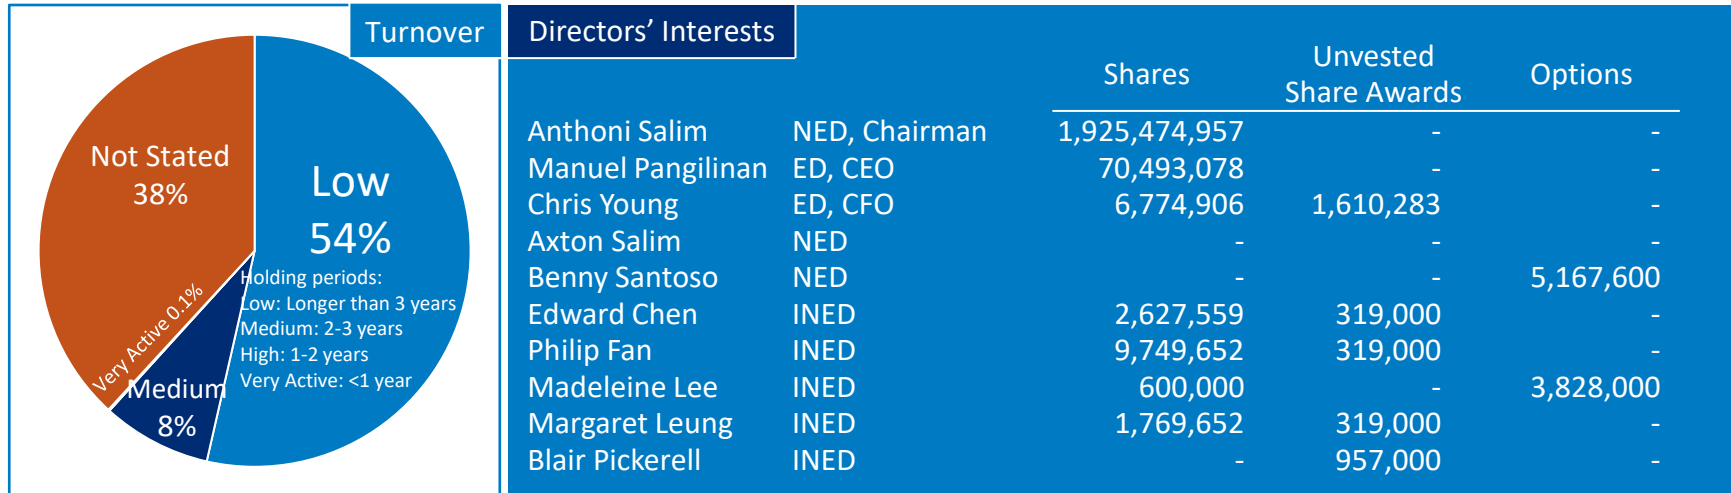 Turnover
Not Stated
38%
Low
54%
Holding periods:
Low: Longer than 3 years
Medium: 2-3 years
High: 1-2 years
Very Active: <1 year
Very Active 0.1%
Medium
8%
Directors’ Interests
Shares Unvested Share Awards Options
Anthoni Salim NED, Chairman 1,925,474,957 - -
Manuel Pangilinan ED, CEO 70,493,078 - -
Chris Young ED, CFO 6,774,906 1,610,283 -
Axton Salim NED - - -
Benny Santoso NED - - 5,167,600
Edward Chen INED 2,627,559 319,000 -
Philip Fan INED 9,749,652 319,000 -
Madeleine Lee INED 600,000 - 3,828,000
Margaret Leung INED 1,769,652 319,000 -
Blair Pickerell INED - 957,000 -